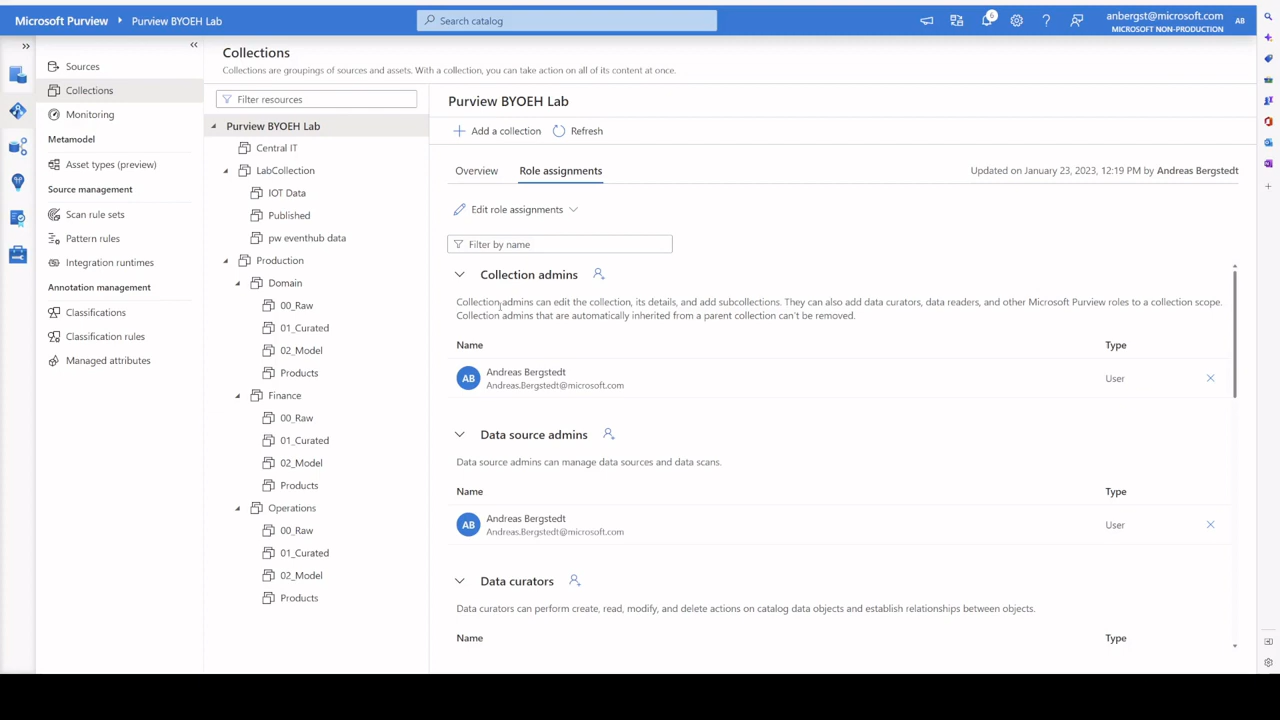 Microsoft Purview
Purview BYOEH Lab
Search catalog
6
anbergst@microsoft.com
MICROSOFT NON-PRODUCTION
AB
Sources
Collections
Monitoring
Metamodel
Asset types (preview)
Source management
Scan rule sets
Pattern rules
Integration runtimes
Annotation management
Classifications
Classification rules
Managed attributes
Collections
Collections are groupings of sources and assets. With a collection, you can take action on all of its content at once.
Filter resources
Purview BYOEH Lab
Central IT
LabCollection
IOT Data
Published
pw eventhub data
Production
Domain
00_Raw
01_Curated
02_Model
Products
Finance
00_Raw
01_Curated
02_Model
Products
Operations
00_Raw
01_Curated
02_Model
Products
Purview BYOEH Lab
Add a collection
Refresh
Overview
Role assignments
Updated on January 23, 2023, 12:19 PM by Andreas Bergstedt
Edit role assignments
Filter by name
Collection admins
Collection admins can edit the collection, its details, and add subcollections. They can also add data curators, data readers, and other Microsoft Purview roles to a collection scope.
Collection admins that are automatically inherited from a parent collection can't be removed.
Name
Type
AB
Andreas Bergstedt
Andreas.Bergstedt@microsoft.com
User
Data source admins
Data source admins can manage data sources and data scans.
Name
Type
AB
Andreas Bergstedt
Andreas.Bergstedt@microsoft.com
User
Data curators
Data curators can perform create, read, modify, and delete actions on catalog data objects and establish relationships between objects.
Name
Type